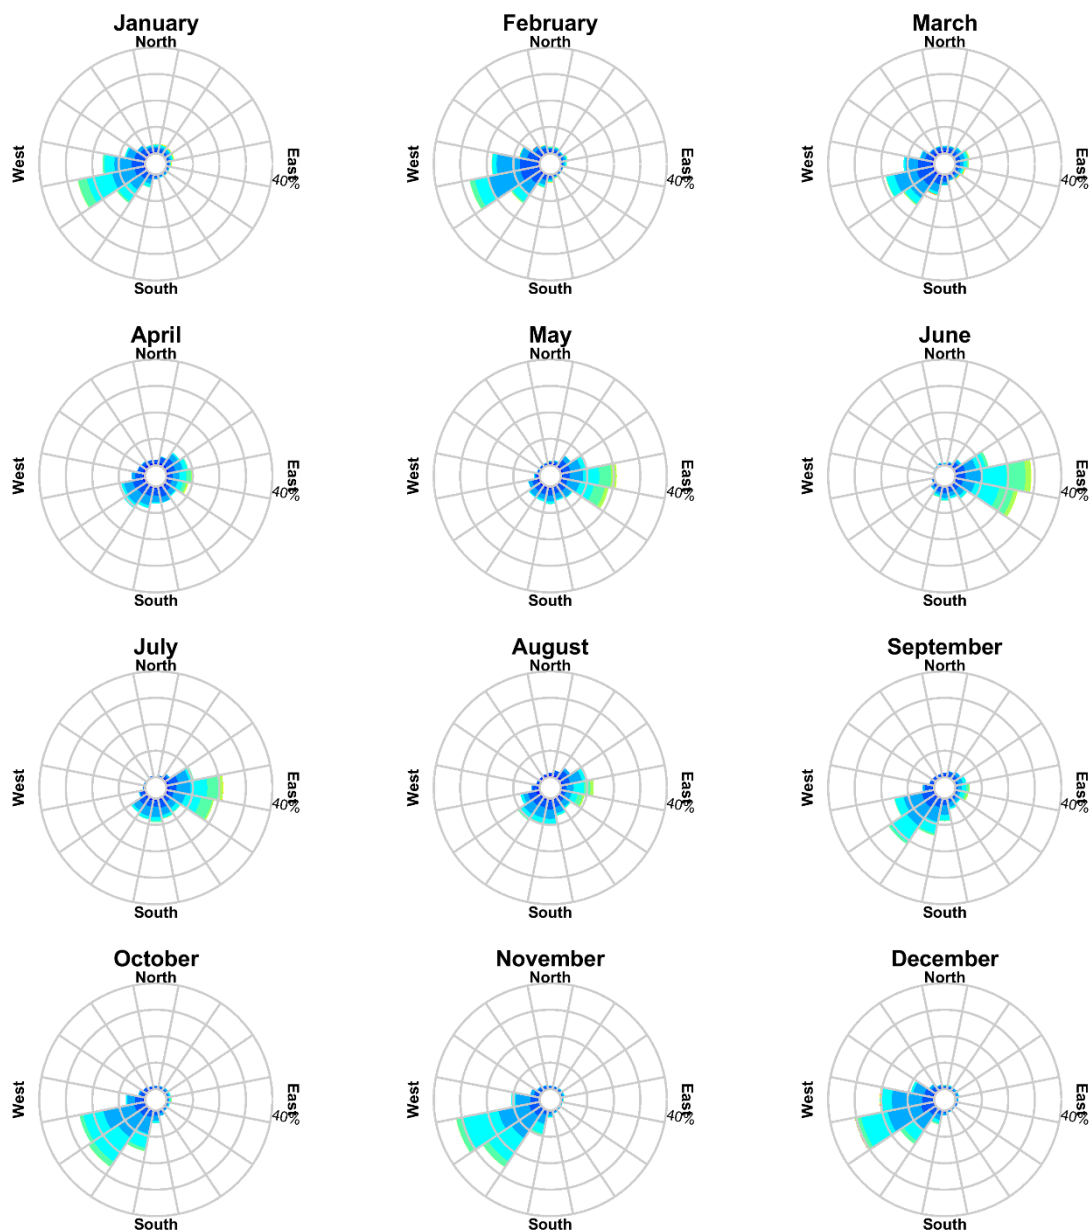 January
North
West
East
40%
South
February
North
West
East
40%
South
March
North
West
East
40%
South
April
North
West
East
40%
South
May
North
West
East
40%
South
June
North
West
East
40%
South
July
North
West
East
40%
South
August
North
West
East
40%
South
September
North
West
East
40%
South
October
North
West
East
40%
South
November
North
West
East
40%
South
December
North
West
East
40%
South